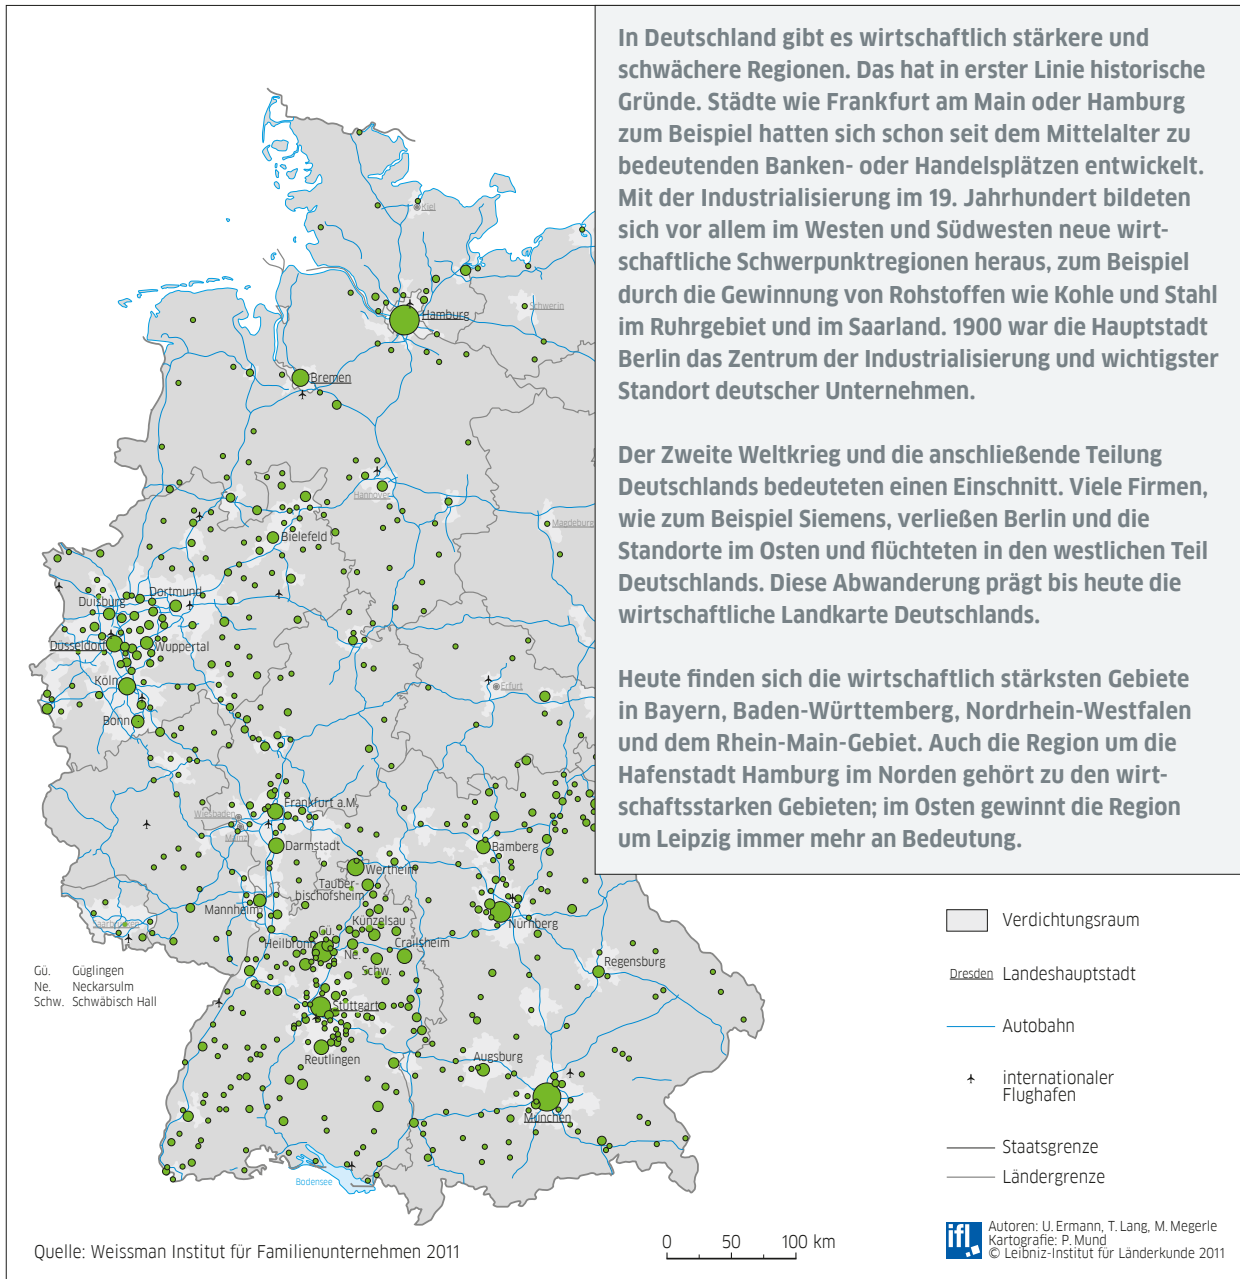 In Deutschland gibt es wirtschaftlich stärkere und
schwächere Regionen. Das hat in erster Linie historische
Gründe. Städte wie Frankfurt am Main oder Hamburg
zum Beispiel hatten sich schon seit dem Mittelalter zu
bedeutenden Banken- oder Handelsplätzen entwickelt.
Mit der Industrialisierung im 19. Jahrhundert bildeten
sich vor allem im Westen und Südwesten neue wirt-
schaftliche Schwerpunktregionen heraus, zum Beispiel
durch die Gewinnung von Rohstoffen wie Kohle und Stahl
im Ruhrgebiet und im Saarland. 1900 war die Hauptstadt
Berlin das Zentrum der Industrialisierung und wichtigster
Standort deutscher Unternehmen.
Der Zweite Weltkrieg und die anschließende Teilung
Deutschlands bedeuteten einen Einschnitt. Viele Firmen,
wie zum Beispiel Siemens, verließen Berlin und die
Standorte im Osten und flüchteten in den westlichen Teil
Deutschlands. Diese Abwanderung prägt bis heute die
wirtschaftliche Landkarte Deutschlands.
Heute finden sich die wirtschaftlich stärksten Gebiete
in Bayern, Baden-Württemberg, Nordrhein-Westfalen
und dem Rhein-Main-Gebiet. Auch die Region um die
Hafenstadt Hamburg im Norden gehört zu den wirt-
schaftsstarken Gebieten; im Osten gewinnt die Region
um Leipzig immer mehr an Bedeutung.
Kiel
Schwerin
Hamburg
Bremen
Hannover
Magdeburg
Bielefeld
Dortmund
Duisburg
Düsseldorf
Wuppertal
Köln
Erfurt
Bonn
Frankfurt a.M.
Wiesbaden
Mainz
Darmstadt
Bamberg
Wertheim
Tauber-
bischofsheim
Mannheim
Künzelsau
Nürnberg
Saarbrücken
Gü.
Heilbronn
Crailsheim
Ne.
Schw.
Regensburg
Stuttgart
Reutlingen
Augsburg
München
Bodensee
Gü. Güglingen
Ne. Neckarsulm
Schw. Schwäbisch Hall
Verdichtungsraum
Dresden Landeshauptstadt
Autobahn
internationaler
Flughafen
Staatsgrenze
Ländergrenze
Quelle: Weissman Institut für Familienunternehmen 2011
0 50 100 km
ifl
Autoren: U. Ermann, T. Lang, M. Megerle
Kartografie: P. Mund
© Leibniz-Institut für Länderkunde 2011